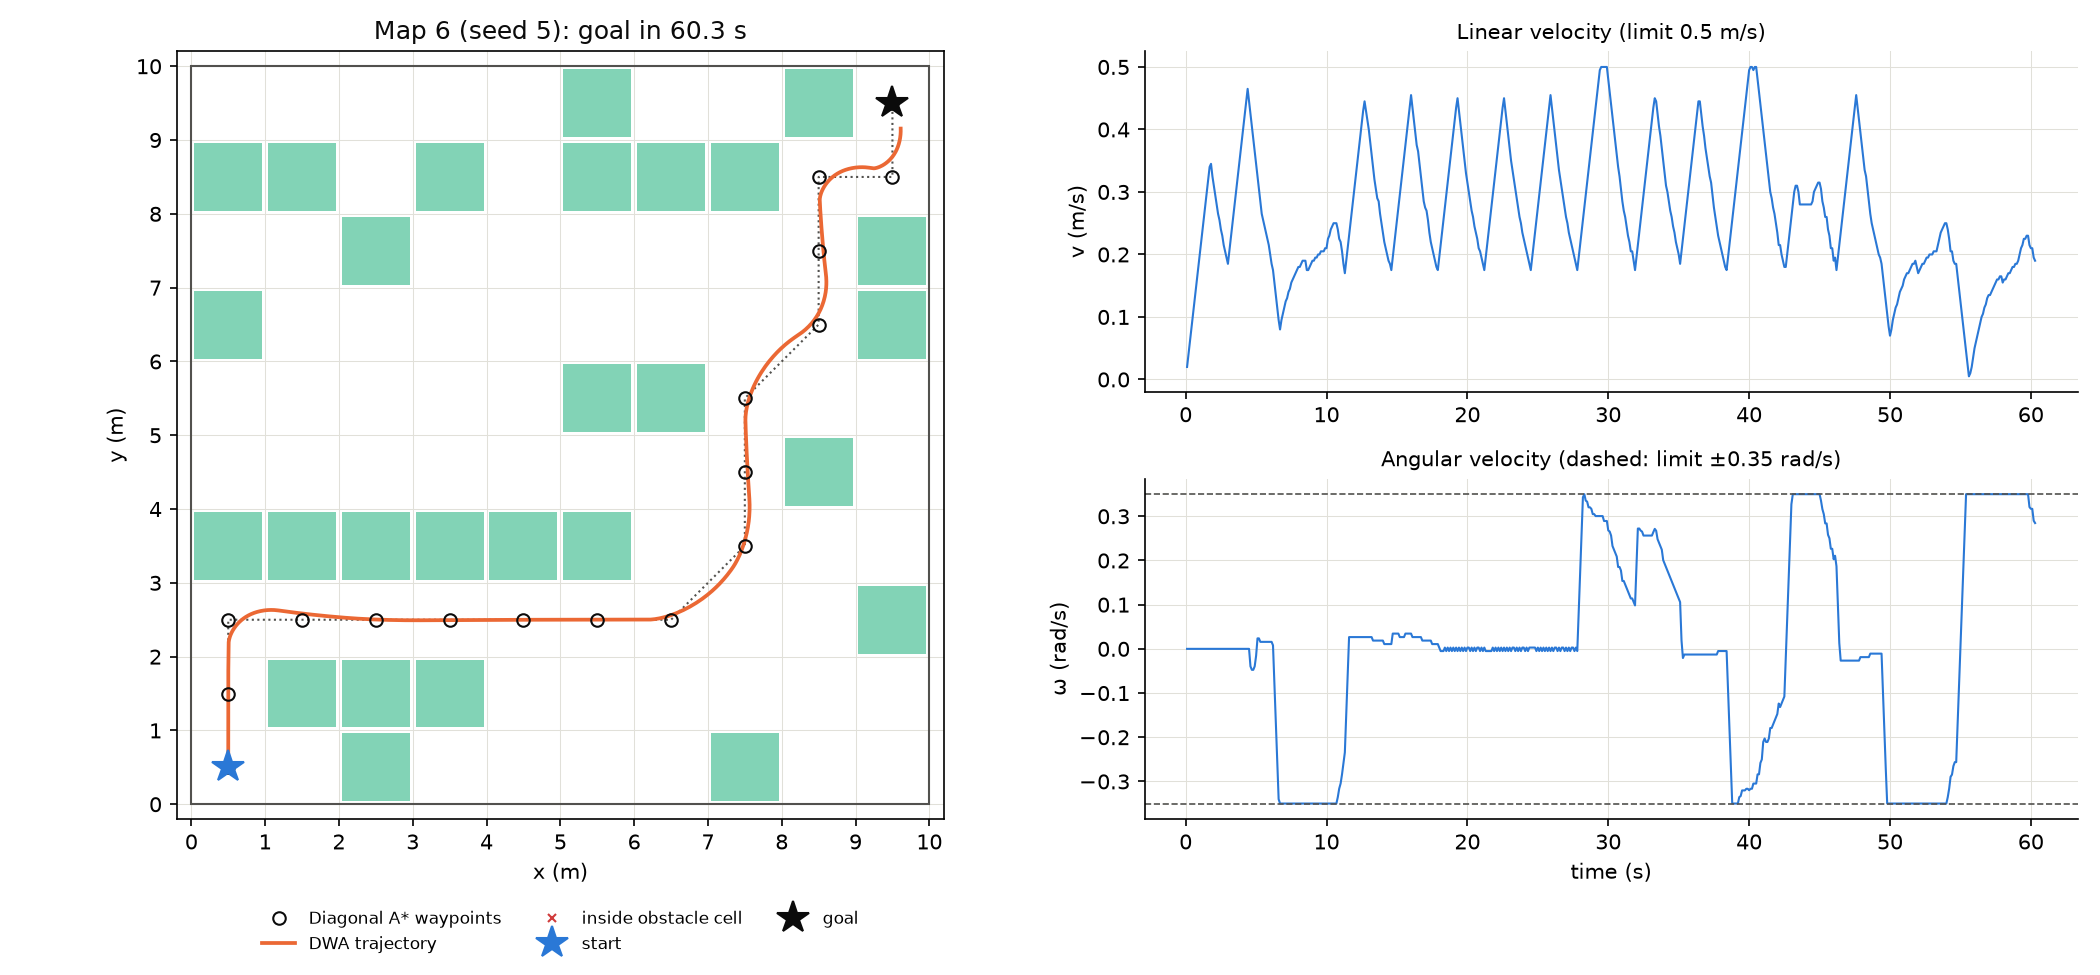 Map 6 (seed 5): goal in 60.3 s
10
9
8
7
6
5
4
3
2
1
0
y (m)
0 1 2 3 4 5 6 7 8 9 10
x (m)
Diagonal A* waypoints
DWA trajectory
inside obstacle cell
start
goal
Linear velocity (limit 0.5 m/s)
0.5
0.4
0.3
0.2
0.1
0.0
v (m/s)
0 10 20 30 40 50 60
Angular velocity (dashed: limit ±0.35 rad/s)
0.3
0.2
0.1
0.0
−0.1
−0.2
−0.3
ω (rad/s)
0 10 20 30 40 50 60
time (s)